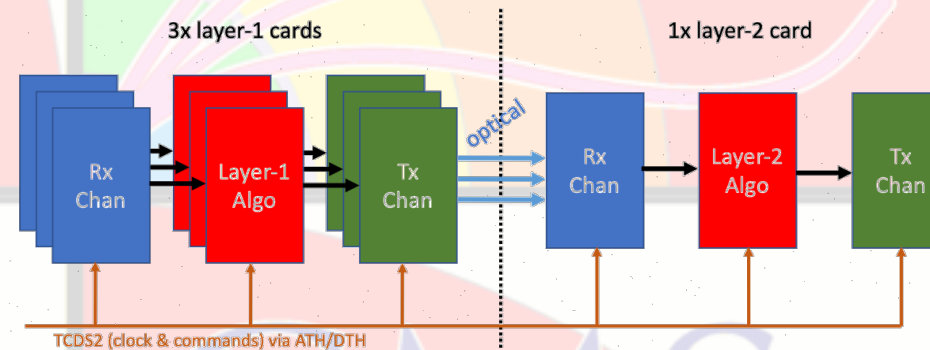 3x layer-1 cards
1x layer-2 card
optical
Rx
Chan
Layer-1
Algo
Tx
Chan
Rx
Chan
Layer-2
Algo
Tx
Chan
TCDS2 (clock & commands) via ATH/DTH